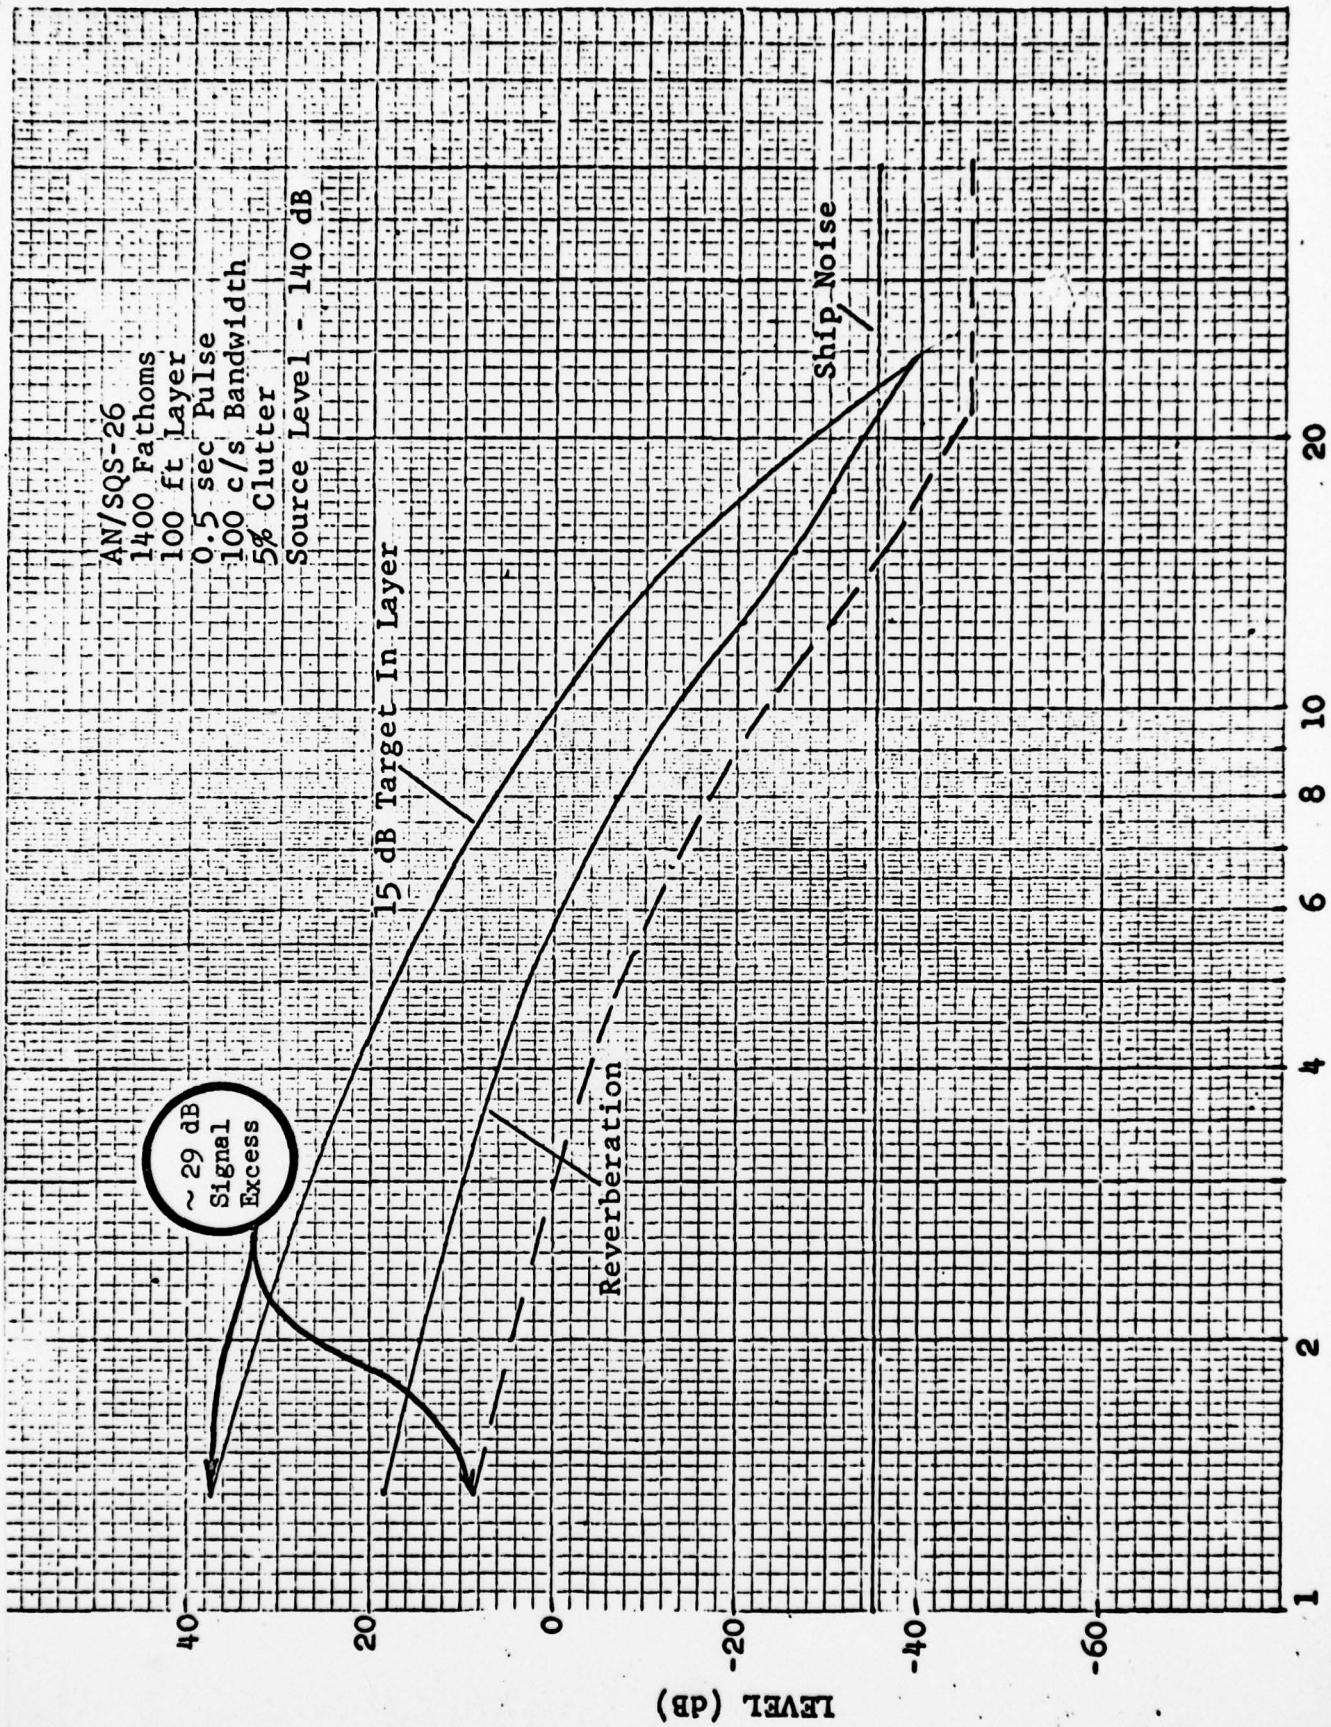 AN/SQS-26
1400 Fathoms
100 ft Layer
0.5 sec Pulse
100 c/s Bandwidth
5% Clutter
Source Level - 140 dB
~ 29 dB
Signal
Excess
15 dB Target In Layer
Reverberation
Ship Noise
LEVEL (dB)
40
20
0
-20
-40
-60
1
2
4
6
8
10
20